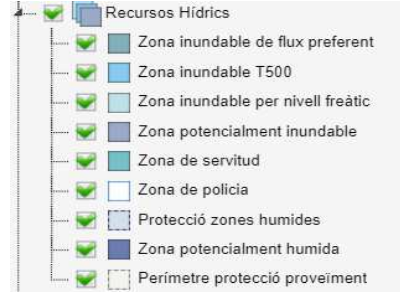 Recursos Hídrics
Zona inundable de flux preferent
Zona inundable T500
Zona inundable per nivell freàtic
Zona potencialment inundable
Zona de servitud
Zona de policia
Protecció zones humides
Zona potencialment humida
Perímetre protecció proveïment